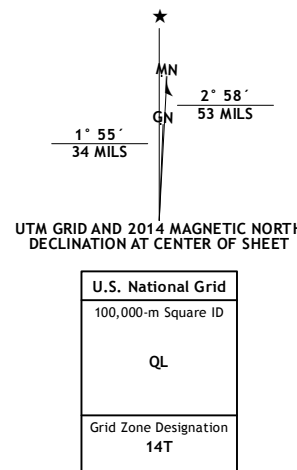 ★
MN
2° 58´
53 MILS
GN
1° 55´
34 MILS
UTM GRID AND 2014 MAGNETIC NORTH
DECLINATION AT CENTER OF SHEET
U.S. National Grid
100,000-m Square ID
QL
Grid Zone Designation
14T